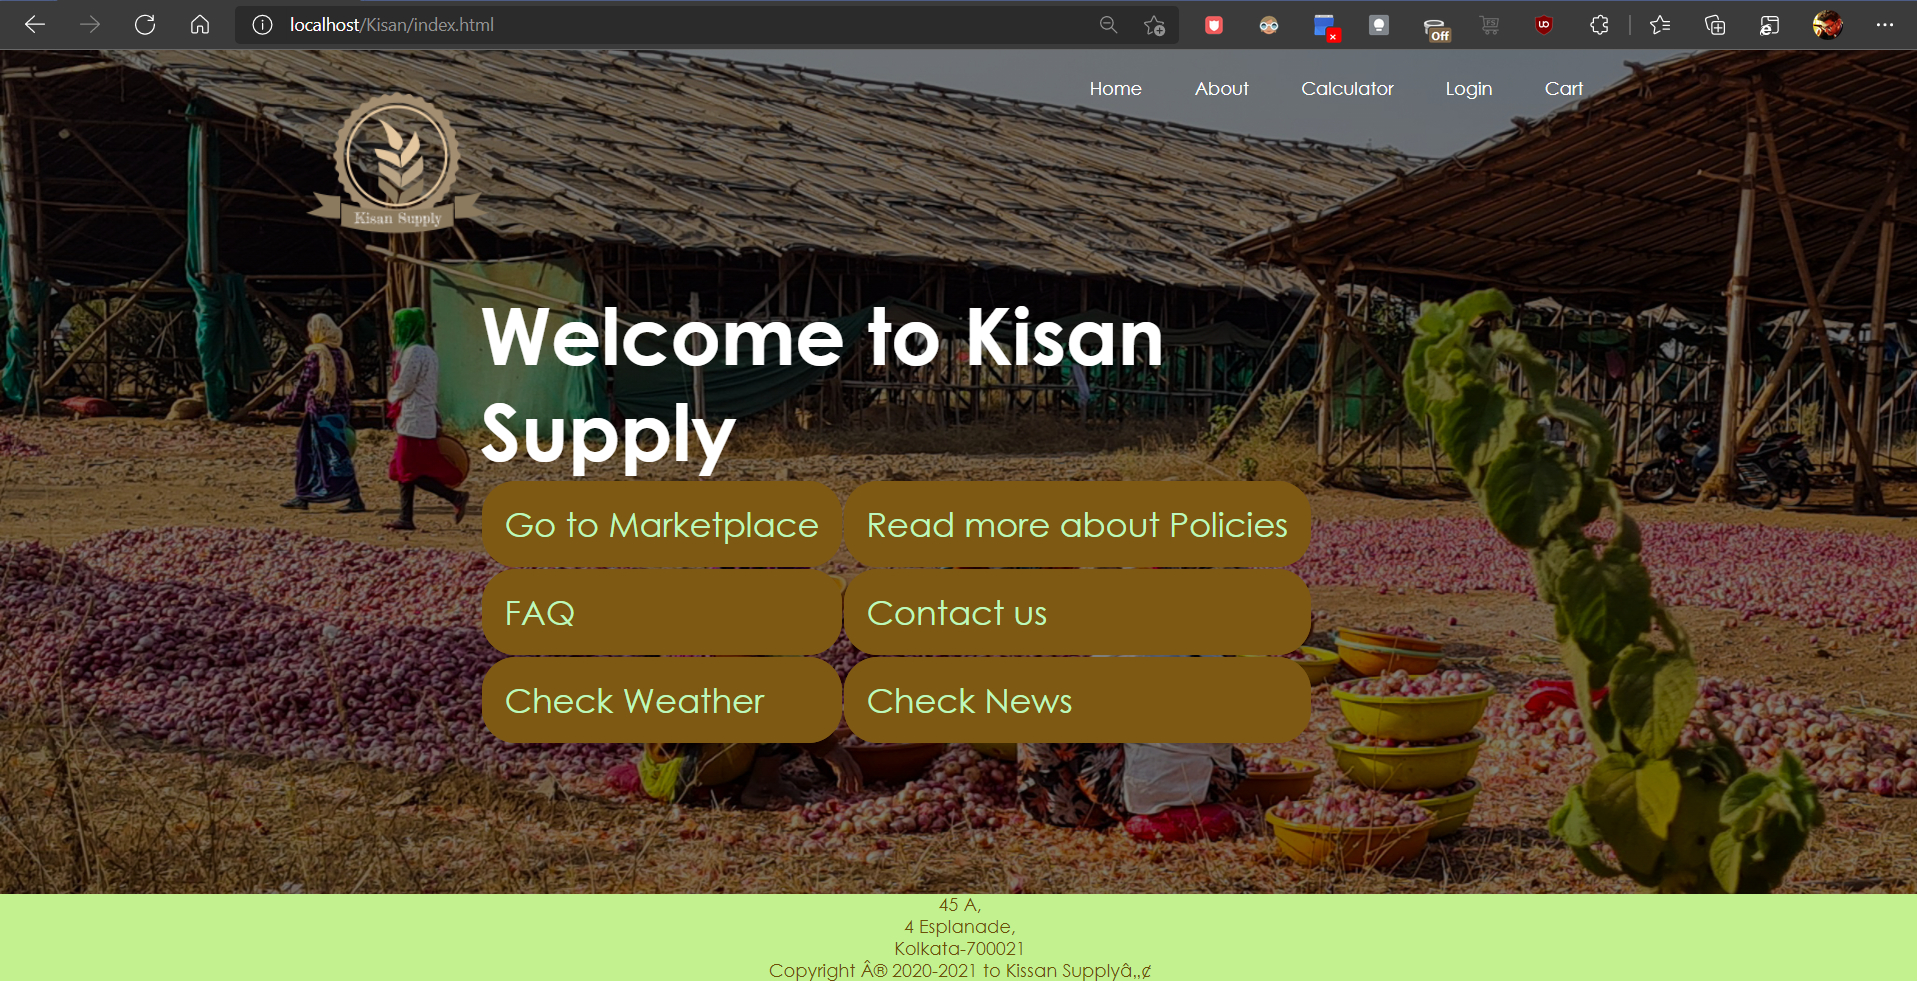 localhost/Kisan/index.html
Off
Home About Calculator Login Cart
Kisan Supply
Welcome to Kisan
Supply
Go to Marketplace Read more about Policies
FAQ Contact us
Check Weather Check News
45 A,
4 Esplanade,
Kolkata-700021
Copyright Â® 2020-2021 to Kissan Supplyâ„¢